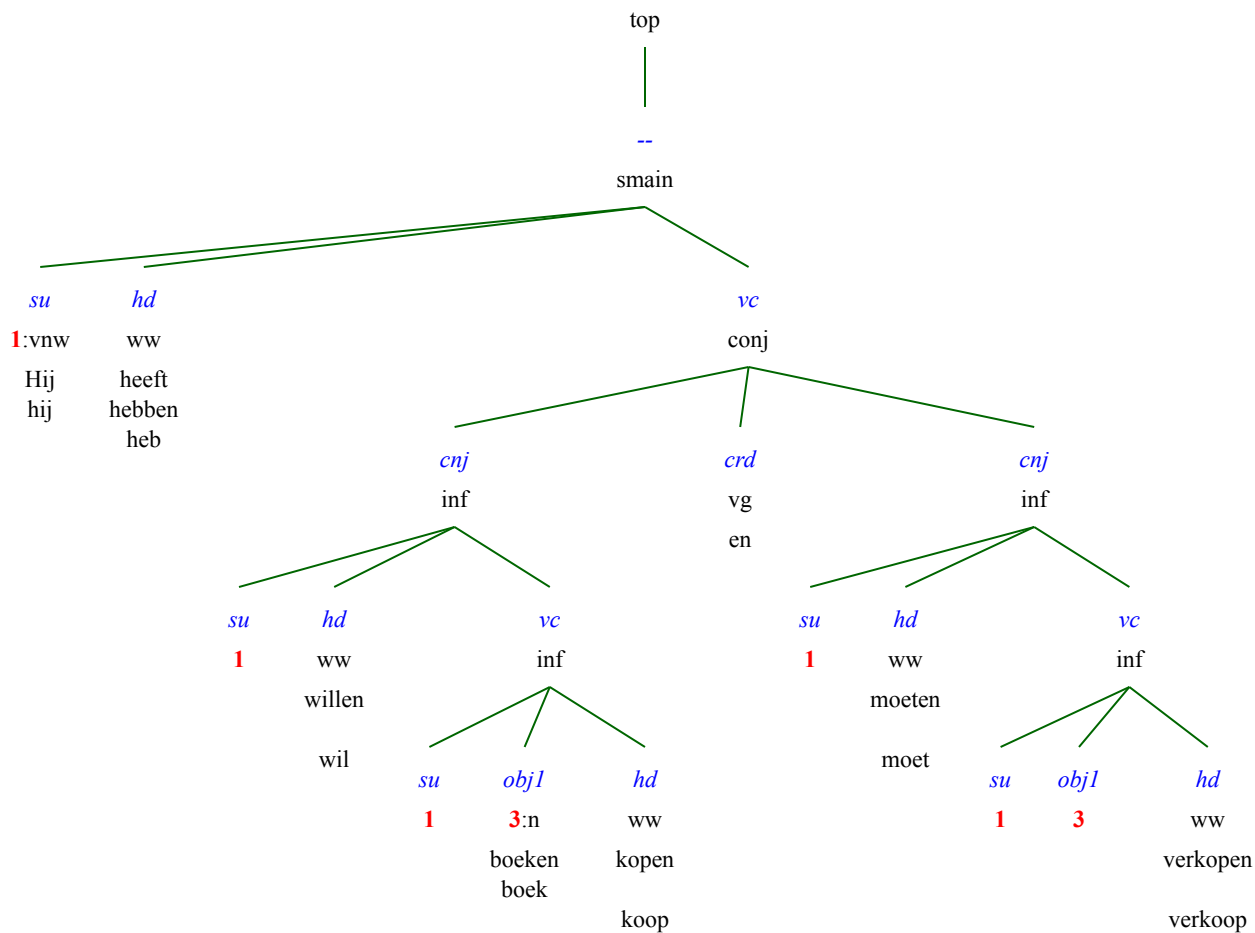 top
--
smain
su hd vc
1:vnw ww conj
Hij heeft
hij hebben
heb
cnj crd cnj
inf vg inf
en
su hd vc su hd vc
1 ww inf 1 ww inf
willen moeten
wil moet
su obj1 hd su obj1 hd
1 3:n ww 1 3 ww
boeken kopen verkopen
boek
koop verkoop